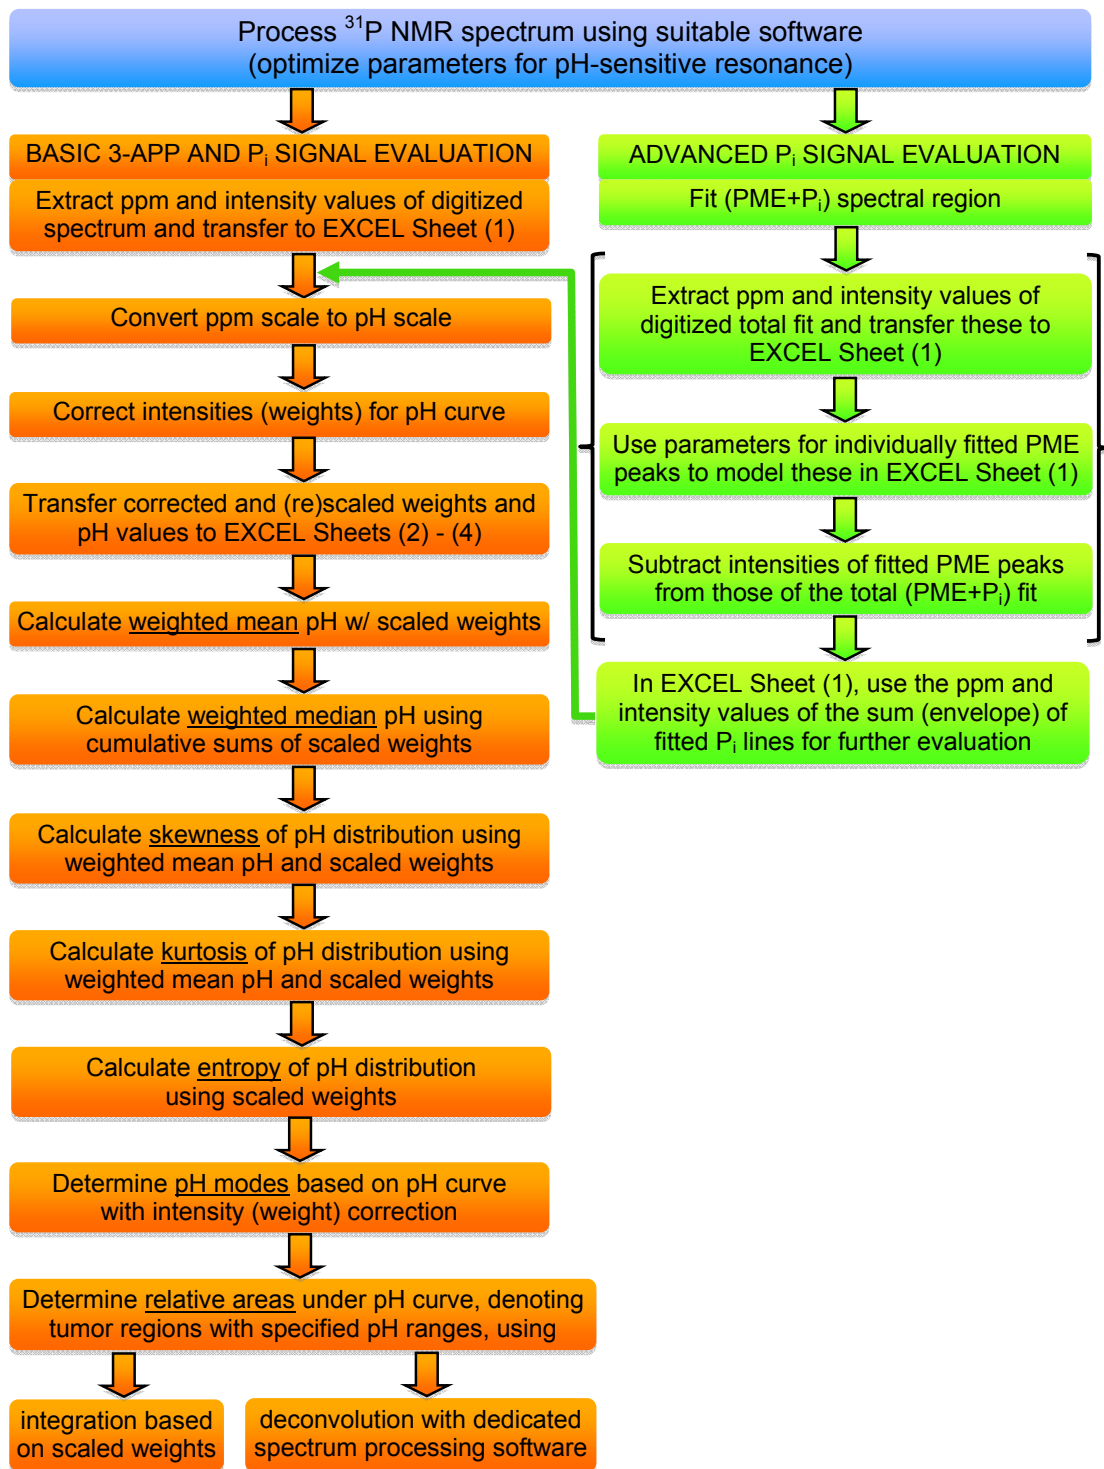 Process ³¹P NMR spectrum using suitable software
(optimize parameters for pH-sensitive resonance)
BASIC 3-APP AND Pᵢ SIGNAL EVALUATION
Extract ppm and intensity values of digitized
spectrum and transfer to EXCEL Sheet (1)
Convert ppm scale to pH scale
Correct intensities (weights) for pH curve
Transfer corrected and (re)scaled weights and
pH values to EXCEL Sheets (2) - (4)
Calculate weighted mean pH w/ scaled weights
Calculate weighted median pH using
cumulative sums of scaled weights
Calculate skewness of pH distribution using
weighted mean pH and scaled weights
Calculate kurtosis of pH distribution using
weighted mean pH and scaled weights
Calculate entropy of pH distribution
using scaled weights
Determine pH modes based on pH curve
with intensity (weight) correction
Determine relative areas under pH curve, denoting
tumor regions with specified pH ranges, using
integration based
on scaled weights
deconvolution with dedicated
spectrum processing software
ADVANCED Pᵢ SIGNAL EVALUATION
Fit (PME+Pᵢ) spectral region
Extract ppm and intensity values of
digitized total fit and transfer these to
EXCEL Sheet (1)
Use parameters for individually fitted PME
peaks to model these in EXCEL Sheet (1)
Subtract intensities of fitted PME peaks
from those of the total (PME+Pᵢ) fit
In EXCEL Sheet (1), use the ppm and
intensity values of the sum (envelope) of
fitted Pᵢ lines for further evaluation